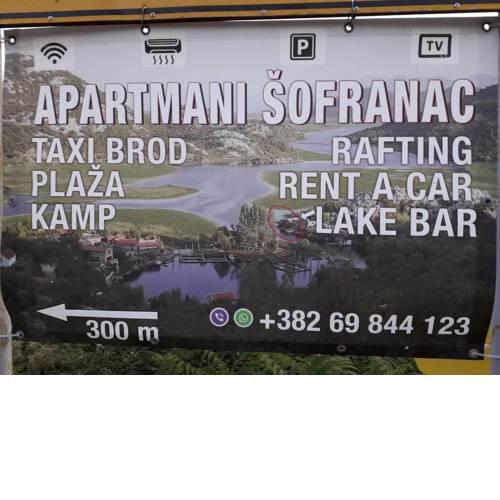 P
TV
APARTMANI ŠOFRANAC
TAXI BROD
PLAŽA
KAMP
RAFTING
RENT A CAR
LAKE BAR
300 m
+382 69 844 123